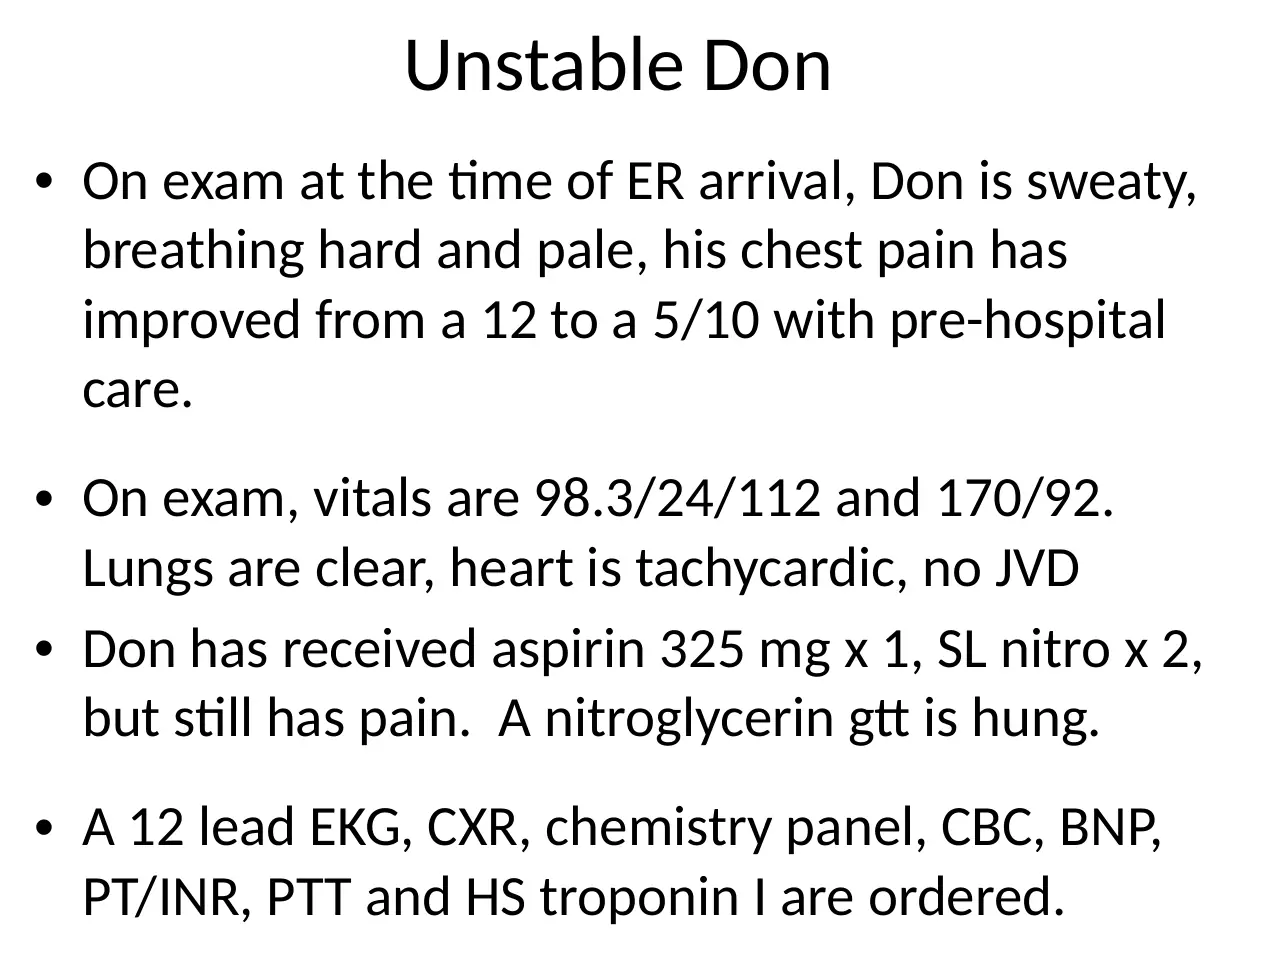 Unstable Don
• On exam at the time of ER arrival, Don is sweaty,
breathing hard and pale, his chest pain has
improved from a 12 to a 5/10 with pre-hospital
care.
• On exam, vitals are 98.3/24/112 and 170/92.
Lungs are clear, heart is tachycardic, no JVD
• Don has received aspirin 325 mg x 1, SL nitro x 2,
but still has pain.  A nitroglycerin gtt is hung.
• A 12 lead EKG, CXR, chemistry panel, CBC, BNP,
PT/INR, PTT and HS troponin I are ordered.